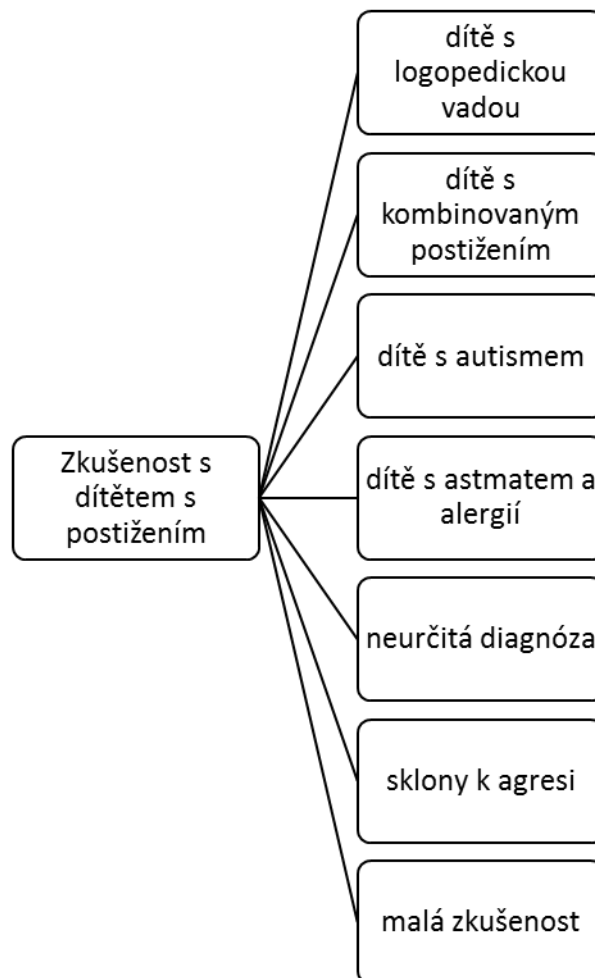 dítě s
logopedickou
vadou
dítě s
kombinovaným
postižením
dítě s autismem
Zkušenost s
dítětem s
postižením
dítě s astmatem a
alergií
neurčitá diagnóza
sklony k agresi
malá zkušenost